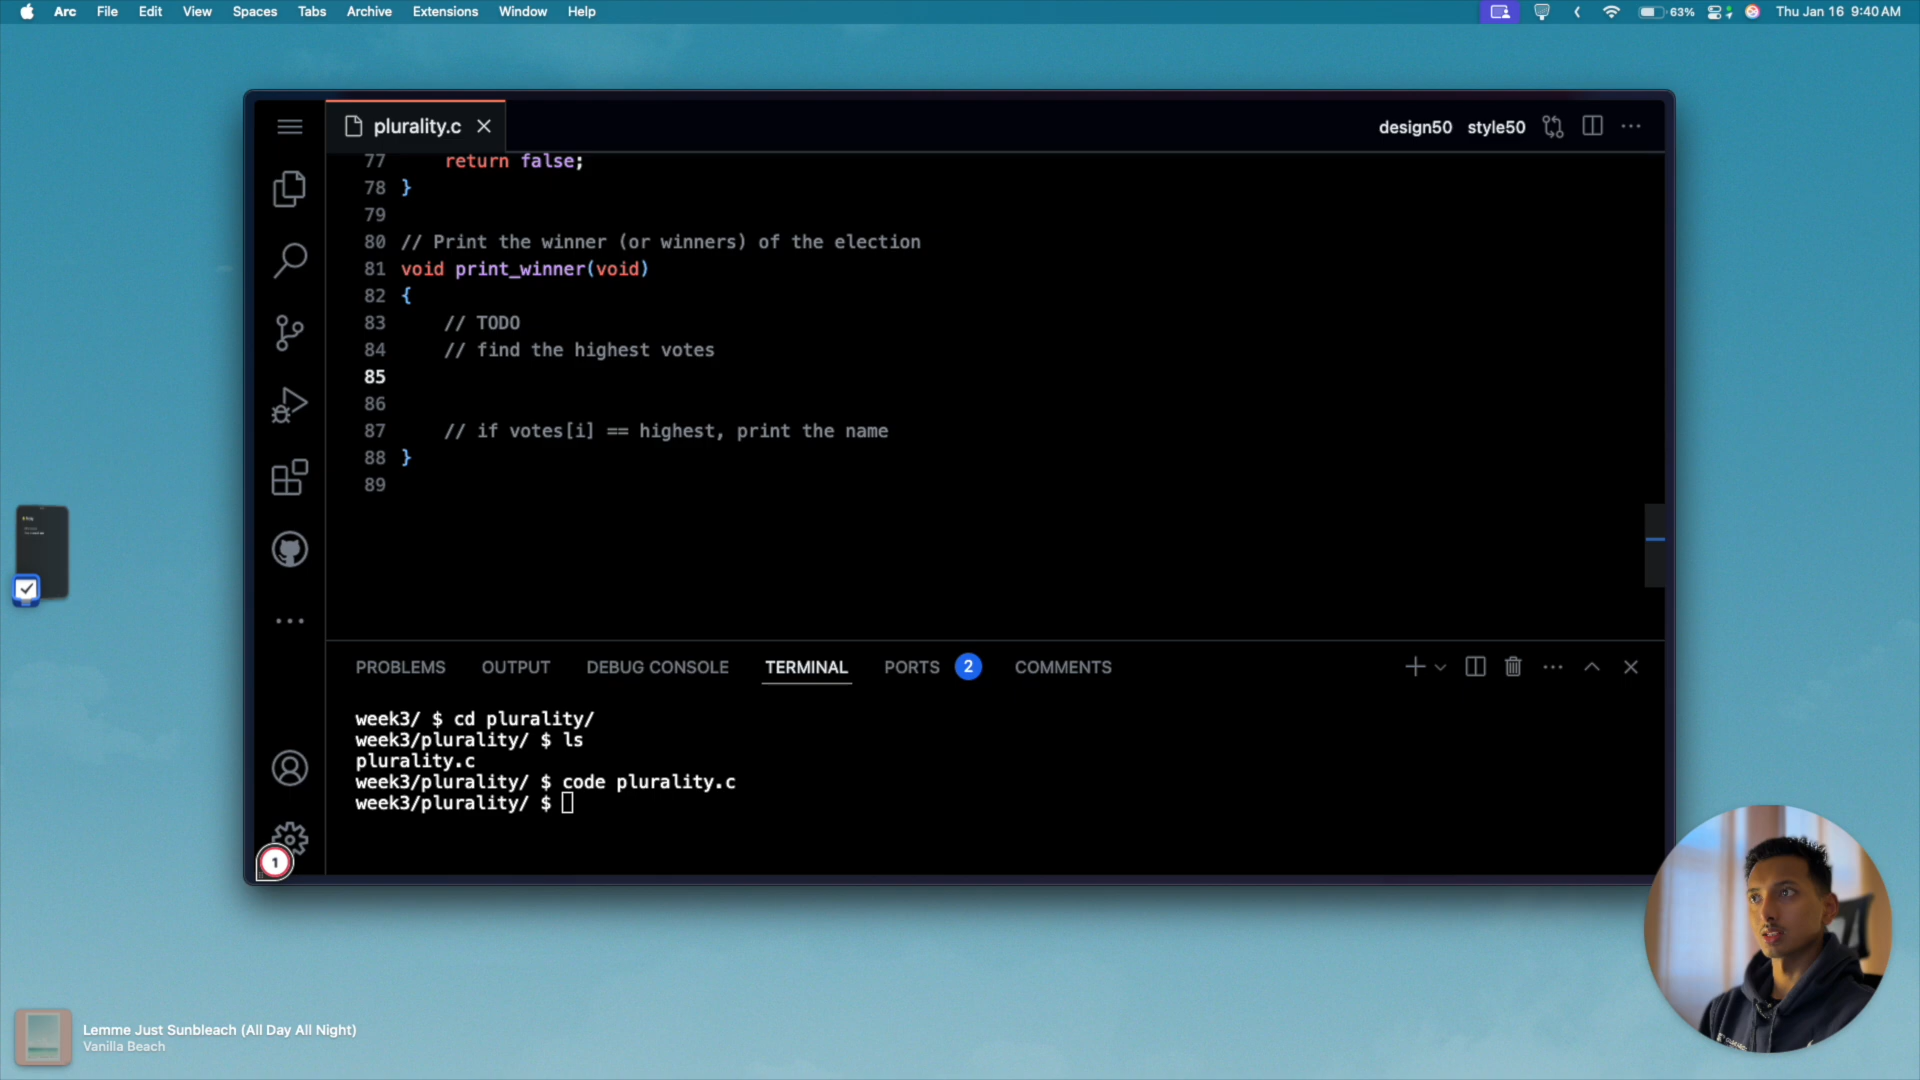 Arc File Edit View Spaces Tabs Archive Extensions Window Help 63% Thu Jan 16 9:40 AM
plurality.c design50 style50
77 return false;
78 }
79
80 // Print the winner (or winners) of the election
81 void print_winner(void)
82 {
83 // TODO
84 // find the highest votes
85
86
87 // if votes[i] == highest, print the name
88 }
89
PROBLEMS OUTPUT DEBUG CONSOLE TERMINAL PORTS 2 COMMENTS
week3/ $ cd plurality/
week3/plurality/ $ ls
plurality.c
week3/plurality/ $ code plurality.c
week3/plurality/ $
1
Lemme Just Sunbleach (All Day All Night)
Vanilla Beach